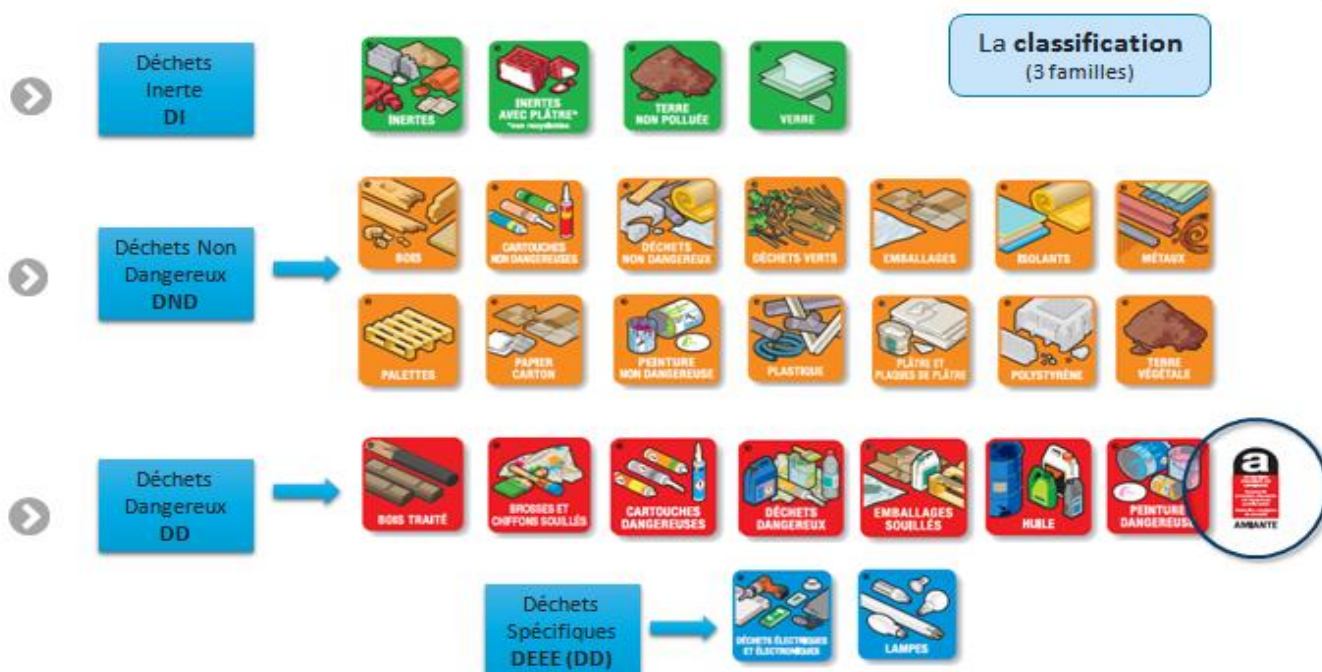 La classification
(3 familles)
Déchets
Inerte
DI
INERTES
INERTES
AVEC PLÂTRE*
*non recyclables
TERRE
NON POLLUÉE
VERRE
Déchets Non
Dangereux
DND
BOIS
CARTOUCHES
NON DANGEREUSES
DÉCHETS
NON DANGEREUX
DÉCHETS VERTS
EMBALLAGES
ISOLANTS
MÉTAUX
PALETTES
PAPIER
CARTON
PEINTURE
NON DANGEREUSE
PLASTIQUE
PLÂTRE ET
PLAQUES DE PLÂTRE
POLYSTYRÈNE
TERRE
VÉGÉTALE
Déchets
Dangereux
DD
BOIS TRAITÉ
BROSSES ET
CHIFFONS SOUILLÉS
CARTOUCHES
DANGEREUSES
DÉCHETS
DANGEREUX
EMBALLAGES
SOUILLÉS
HUILE
PEINTURE
DANGEREUSE
a
AMIANTE
Déchets
Spécifiques
DEEE (DD)
DÉCHETS ÉLECTRIQUES
ET ÉLECTRONIQUES
LAMPES